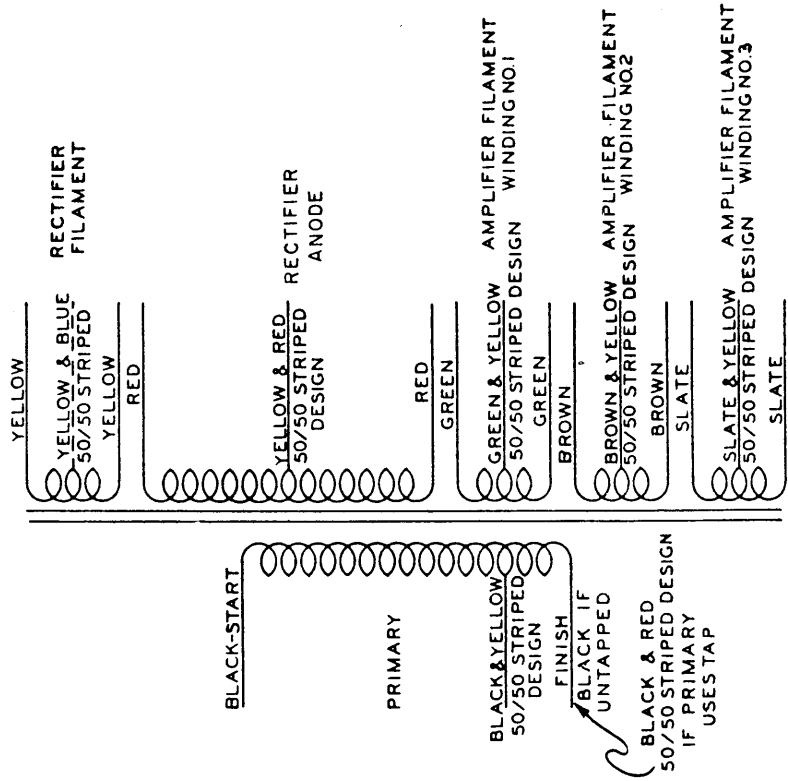 YELLOW
YELLOW & BLUE
50/50 STRIPED
YELLOW
RECTIFIER
FILAMENT
RED
YELLOW & RED
50/50 STRIPED
DESIGN
RED
RECTIFIER
ANODE
GREEN
GREEN & YELLOW
50/50 STRIPED DESIGN
GREEN
AMPLIFIER FILAMENT
WINDING NO.1
BROWN
BROWN & YELLOW
50/50 STRIPED DESIGN
BROWN
AMPLIFIER FILAMENT
WINDING NO.2
SLATE
SLATE & YELLOW
50/50 STRIPED DESIGN
SLATE
AMPLIFIER FILAMENT
WINDING NO.3
BLACK-START
PRIMARY
BLACK & YELLOW
50/50 STRIPED
DESIGN
FINISH
BLACK IF
UNTAPPED
BLACK & RED
50/50 STRIPED DESIGN
IF PRIMARY
USES TAP